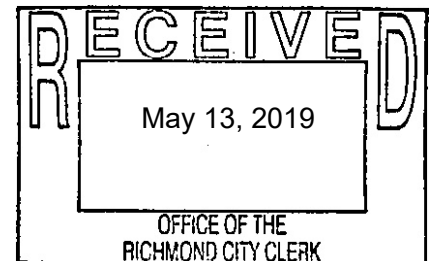 RECEIVED
May 13, 2019
OFFICE OF THE
RICHMOND CITY CLERK